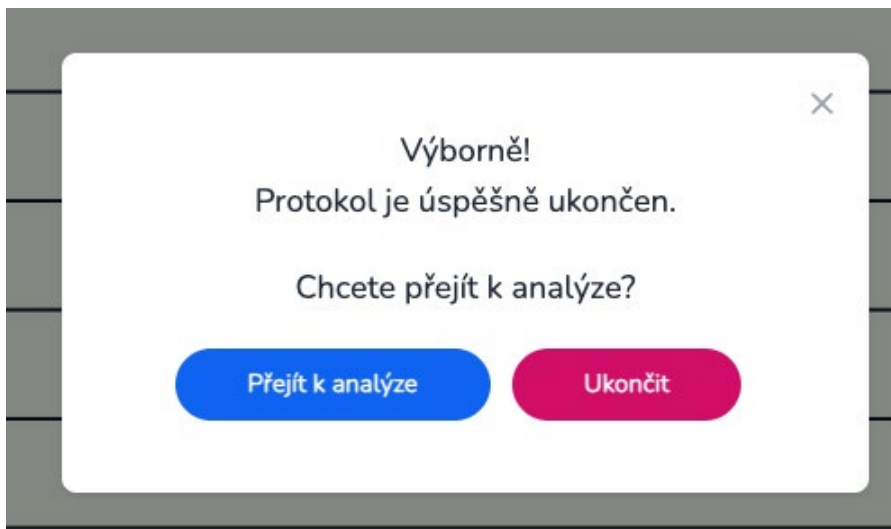 Výborně!
Protokol je úspěšně ukončen.
Chcete přejít k analýze?
Přejít k analýze
Ukončit